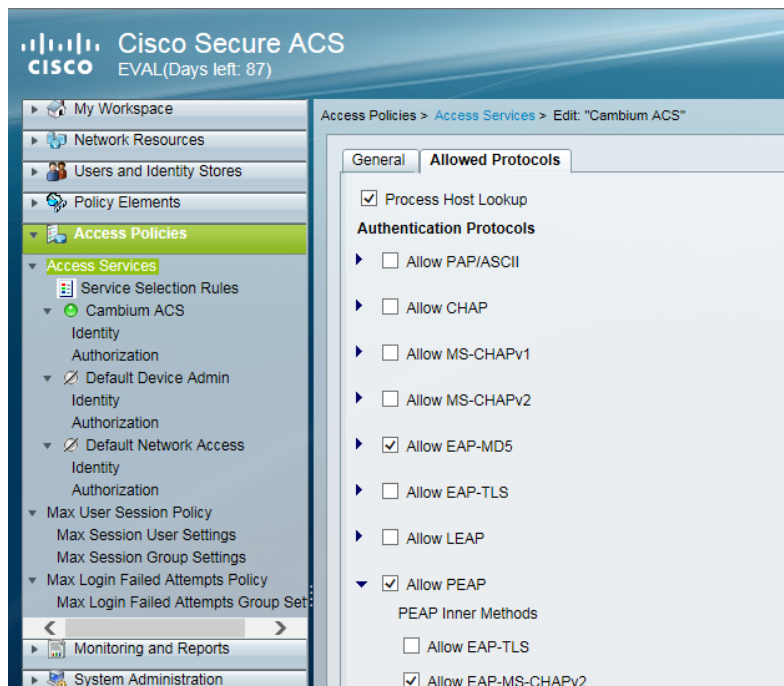 Cisco Secure ACS
CISCO
EVAL(Days left: 87)
My Workspace
Network Resources
Users and Identity Stores
Policy Elements
Access Policies
Access Services
Service Selection Rules
Cambium ACS
Identity
Authorization
Default Device Admin
Identity
Authorization
Default Network Access
Identity
Authorization
Max User Session Policy
Max Session User Settings
Max Session Group Settings
Max Login Failed Attempts Policy
Max Login Failed Attempts Group Set
Monitoring and Reports
System Administration
Access Policies > Access Services > Edit: "Cambium ACS"
General Allowed Protocols
Process Host Lookup
Authentication Protocols
Allow PAP/ASCII
Allow CHAP
Allow MS-CHAPv1
Allow MS-CHAPv2
Allow EAP-MD5
Allow EAP-TLS
Allow LEAP
Allow PEAP
PEAP Inner Methods
Allow EAP-TLS
Allow EAP-MS-CHAPv2